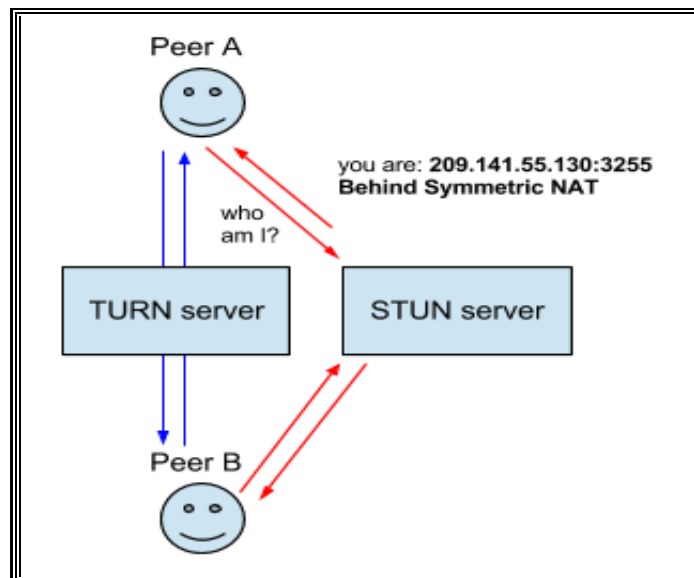 Peer A
you are: 209.141.55.130:3255
Behind Symmetric NAT
who
am I?
TURN server
STUN server
Peer B